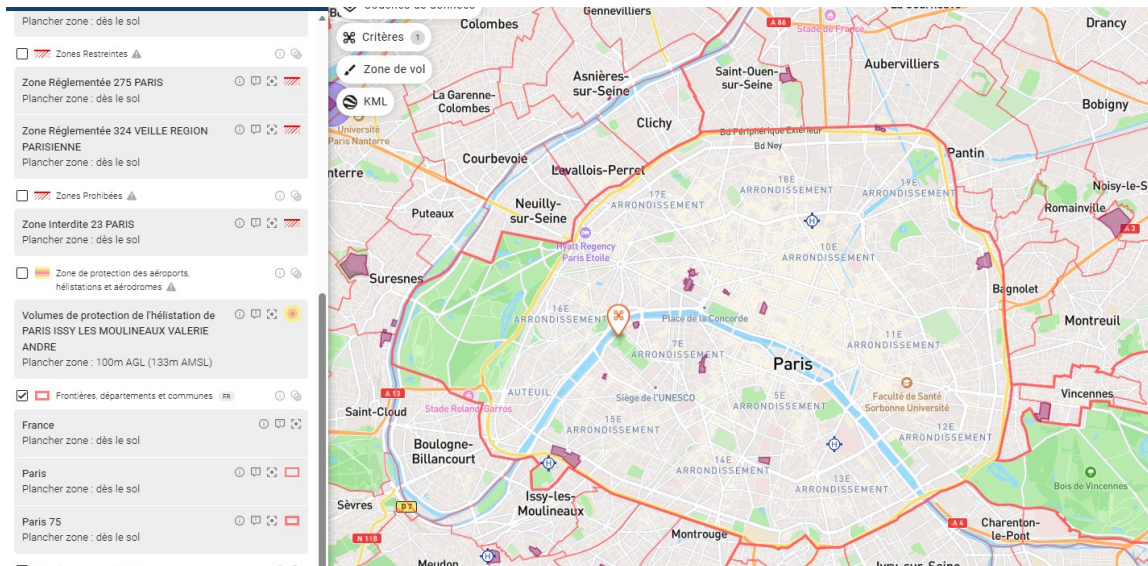 Plancher zone : dès le sol
Zones Restreintes
Zone Réglementée 275 PARIS
Plancher zone : dès le sol
Zone Réglementée 324 VEILLE REGION
PARISIENNE
Plancher zone : dès le sol
Zones Prohibées
Zone Interdite 23 PARIS
Plancher zone : dès le sol
Zone de protection des aéroports,
hélistations et aérodromes
Volumes de protection de l'hélistation de
PARIS ISSY LES MOULINEAUX VALERIE
ANDRE
Plancher zone : 100m AGL (133m AMSL)
Frontières, départements et communes FR
France
Plancher zone : dès le sol
Paris
Plancher zone : dès le sol
Paris 75
Plancher zone : dès le sol
Critères 1
Zone de vol
KML
Colombes
Gennevilliers
A 86
Stade de France
Drancy
Asnières-
sur-Seine
Saint-Ouen-
sur-Seine
Aubervilliers
La Garenne-
Colombes
Bobigny
Université
Paris Nanterre
Clichy
Bd Périphérique Extérieur
Bd Ney
Pantin
nterre
Courbevoie
Levallois-Perret
17E
ARRONDISSEMENT
18E
ARRONDISSEMENT
19E
ARRONDISSEMENT
Noisy-le-S
Romainville
A 3
Puteaux
Neuilly-
sur-Seine
H
Hyatt Regency
Paris Etoile
10E
ARRONDISSEMENT
Suresnes
Bagnolet
16E
ARRONDISSEMENT
Place de la Concorde
Montreuil
7E
ARRONDISSEMENT
11E
ARRONDISSEMENT
Paris
A 13
AUTEUIL
Siège de l'UNESCO
Faculté de Santé
Sorbonne Université
Vincennes
Saint-Cloud
Stade Roland-Garros
5E
ARRONDISSEMENT
15E
ARRONDISSEMENT
12E
ARRONDISSEMENT
Boulogne-
Billancourt
H
H
14E
ARRONDISSEMENT
13E
ARRONDISSEMENT
Bois de Vincennes
Sèvres
D 7
Issy-les-
Moulineaux
A 4
Charenton-
le-Pont
N 118
Montrouge
Meudon
H
Ivry-sur-Seine